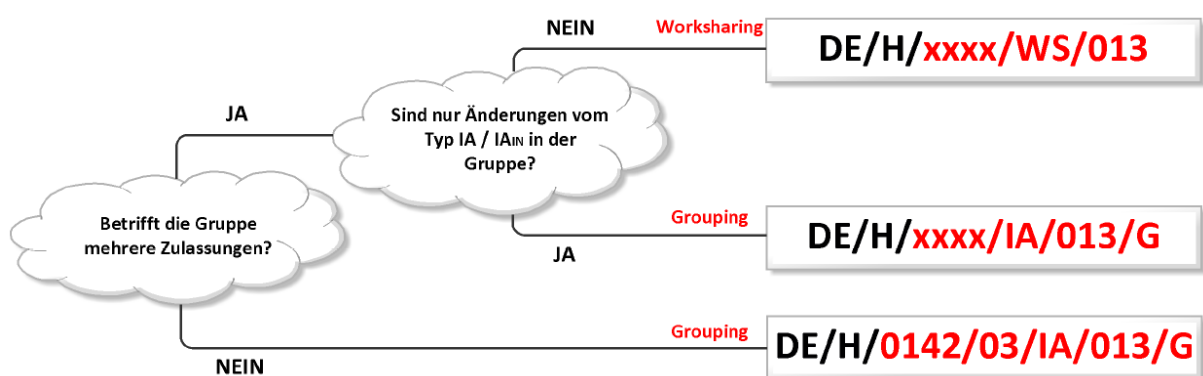 NEIN
Worksharing
DE/H/xxxx/WS/013
JA
Sind nur Änderungen vom
Typ IA / IAIN in der
Gruppe?
Betrifft die Gruppe
mehrere Zulassungen?
Grouping
DE/H/xxxx/IA/013/G
JA
Grouping
DE/H/0142/03/IA/013/G
NEIN